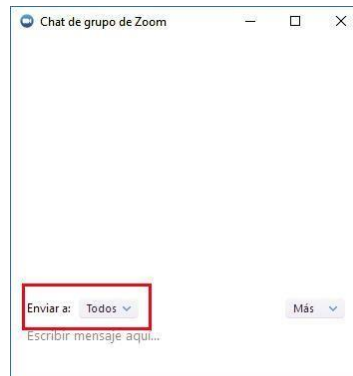 Chat de grupo de Zoom
Enviar a: Todos Más
Escribir mensaje aquí...